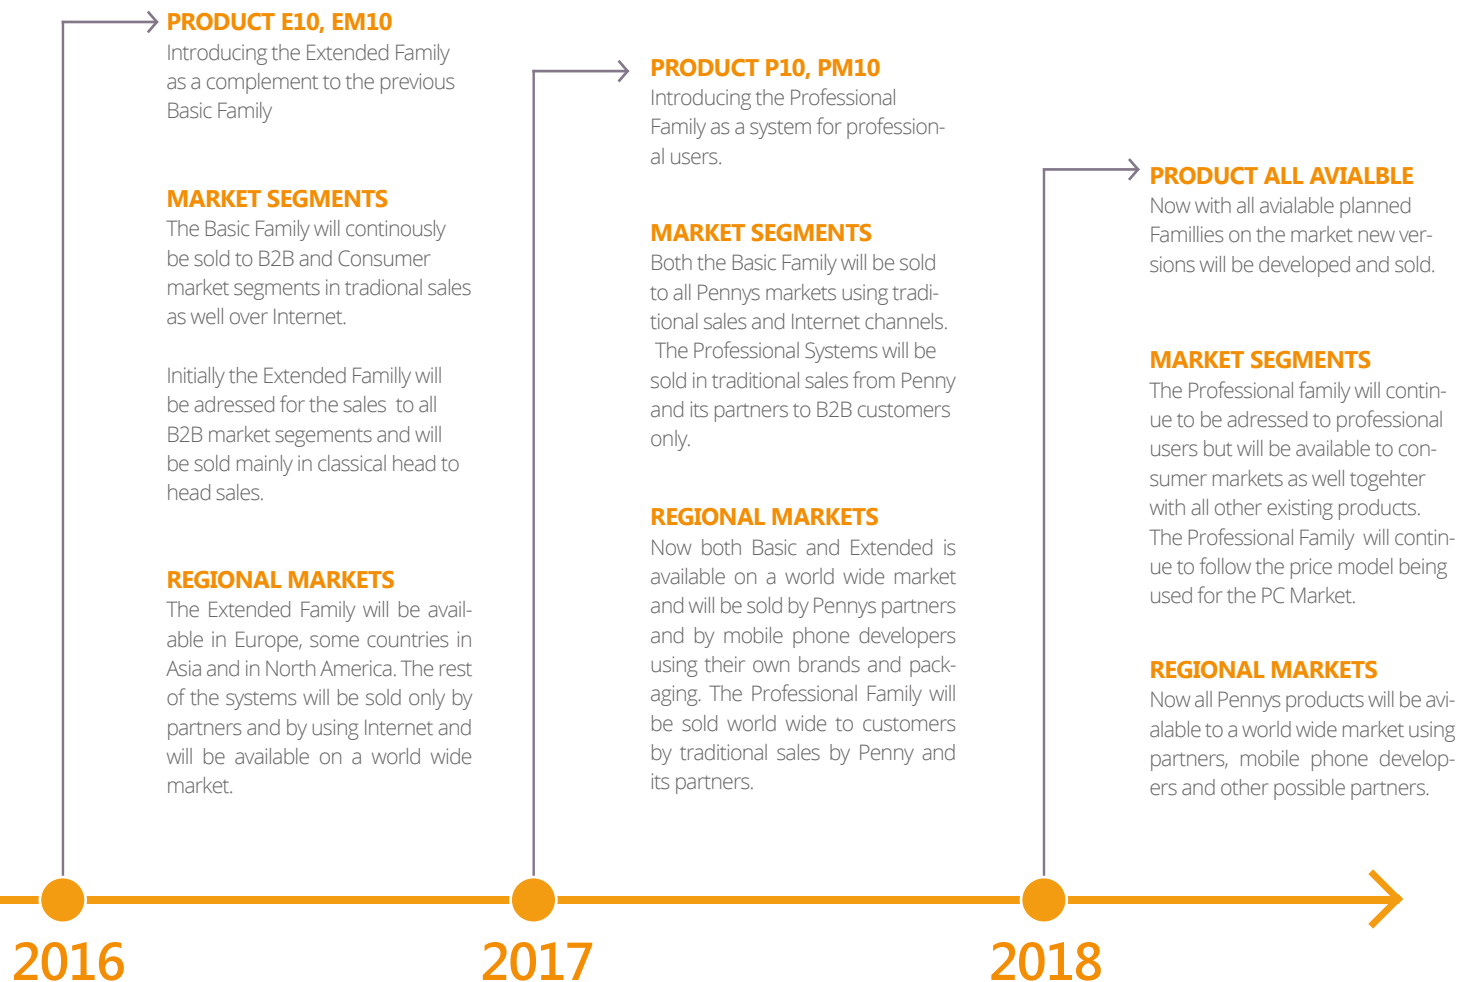 PRODUCT E10, EM10
Introducing the Extended Family
as a complement to the previous
Basic Family
MARKET SEGMENTS
The Basic Family will continously
be sold to B2B and Consumer
market segments in tradional sales
as well over Internet.
Initially the Extended Familly will
be adressed for the sales  to all
B2B market segements and will
be sold mainly in classical head to
head sales.
REGIONAL MARKETS
The Extended Family will be avail-
able in Europe, some countries in
Asia and in North America. The rest
of the systems will be sold only by
partners and by using Internet and
will be available on a world wide
market.
2016
PRODUCT P10, PM10
Introducing the Professional
Family as a system for profession-
al users.
MARKET SEGMENTS
Both the Basic Family will be sold
to all Pennys markets using tradi-
tional sales and Internet channels.
The Professional Systems will be
sold in traditional sales from Penny
and its partners to B2B customers
only.
REGIONAL MARKETS
Now both Basic and Extended is
available on a world wide market
and will be sold by Pennys partners
and by mobile phone developers
using their own brands and pack-
aging. The Professional Family will
be sold world wide to customers
by traditional sales by Penny and
its partners.
2017
PRODUCT ALL AVIALBLE
Now with all avialable planned
Famillies on the market new ver-
sions will be developed and sold.
MARKET SEGMENTS
The Professional family will contin-
ue to be adressed to professional
users but will be available to con-
sumer markets as well togehter
with all other existing products.
The Professional Family  will contin-
ue to follow the price model being
used for the PC Market.
REGIONAL MARKETS
Now all Pennys products will be avi-
alable to a world wide market using
partners, mobile phone develop-
ers and other possible partners.
2018